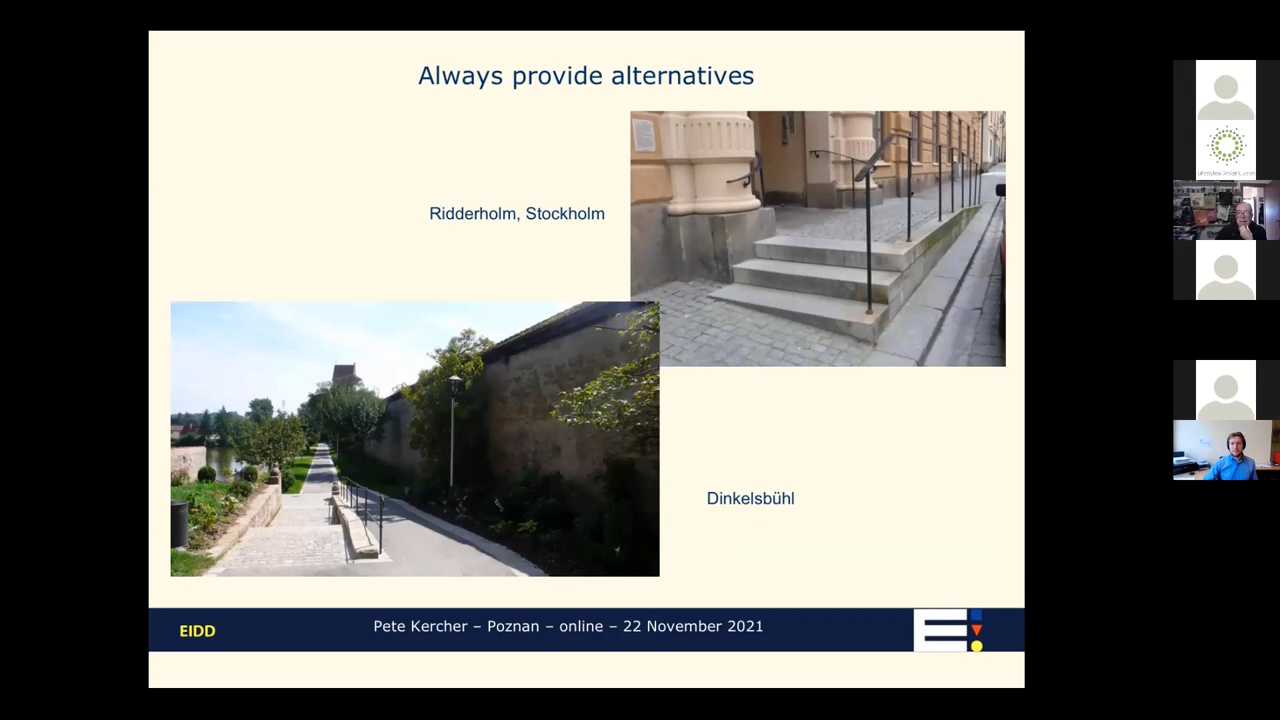 Always provide alternatives
Ridderholm, Stockholm
Dinkelsbühl
EIDD
Pete Kercher – Poznan – online – 22 November 2021